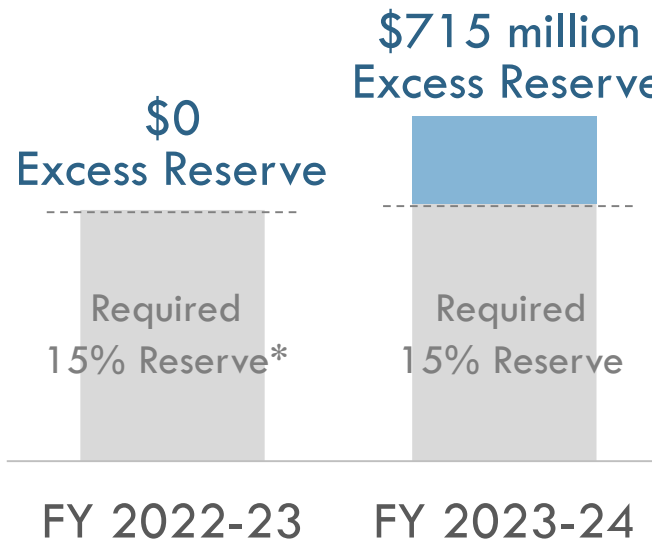 $0
Excess Reserve
Required
15% Reserve*
FY 2022-23
$715 million
Excess Reserve
Required
15% Reserve
FY 2023-24